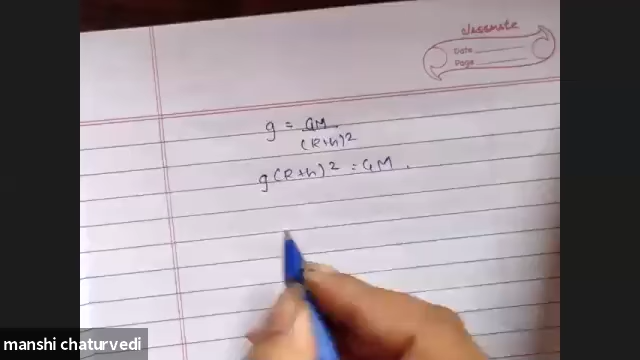 classmate
Date
Page
g = GM
(R+h)2
g(R+h)2 = GM.
manshi chaturvedi